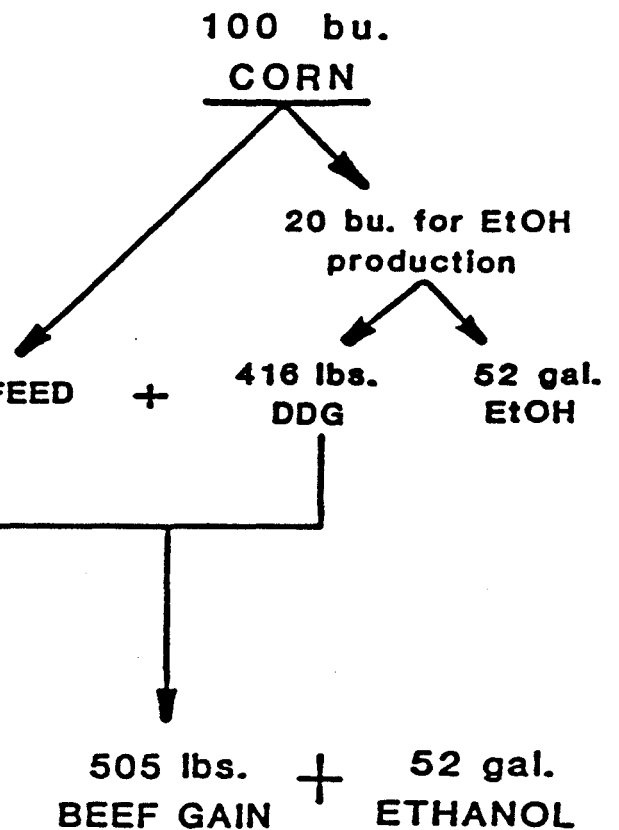 100 bu.
CORN
20 bu. for EtOH
production
FEED + 416 lbs. 52 gal.
DDG EtOH
505 lbs. + 52 gal.
BEEF GAIN ETHANOL